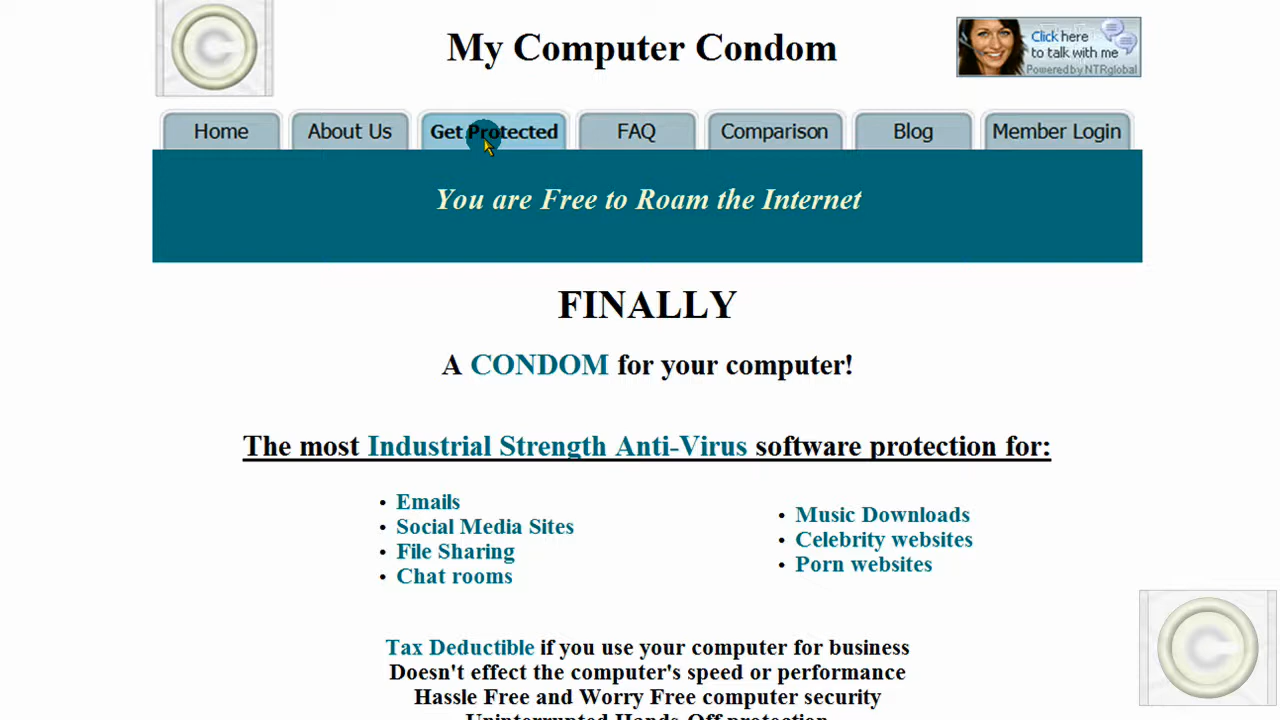 My Computer Condom
Click here
to talk with me
Powered by NTRglobal
Home
About Us
Get Protected
FAQ
Comparison
Blog
Member Login
You are Free to Roam the Internet
FINALLY
A CONDOM for your computer!
The most Industrial Strength Anti-Virus software protection for:
• Emails
• Social Media Sites
• File Sharing
• Chat rooms
• Music Downloads
• Celebrity websites
• Porn websites
Tax Deductible if you use your computer for business
Doesn't effect the computer's speed or performance
Hassle Free and Worry Free computer security
Uninterrupted Hands-Off protection